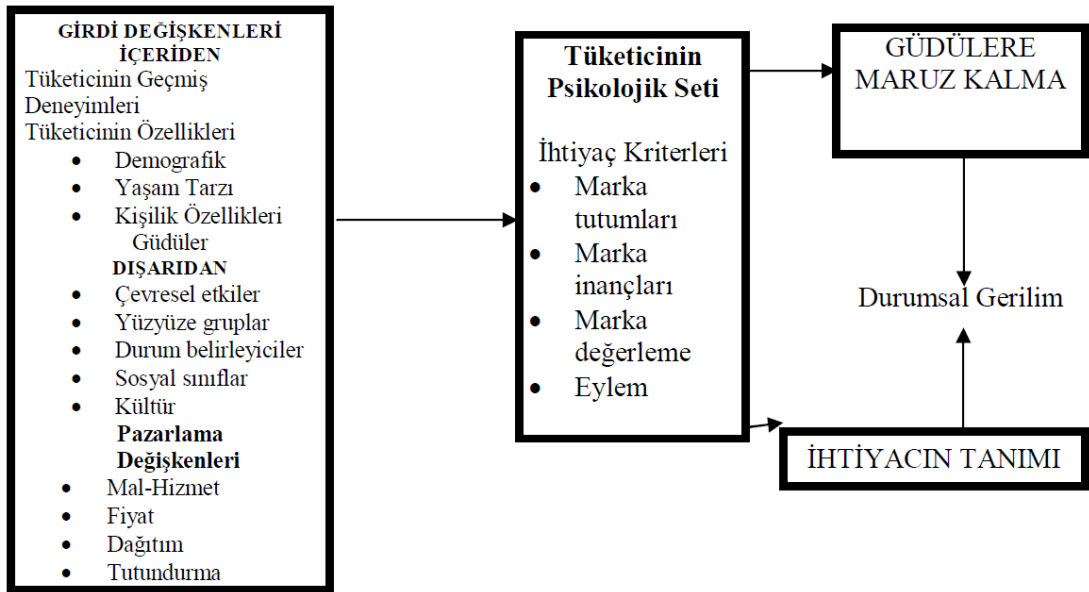 GİRDİ DEĞİŞKENLERİ
İÇERİDEN
Tüketicinin Geçmiş
Deneyimleri
Tüketicinin Özellikleri
• Demografik
• Yaşam Tarzı
• Kişilik Özellikleri
Güdüler
DIŞARIDAN
• Çevresel etkiler
• Yüzyüze gruplar
• Durum belirleyiciler
• Sosyal sınıflar
• Kültür
Pazarlama
Değişkenleri
• Mal-Hizmet
• Fiyat
• Dağıtım
• Tutundurma
Tüketicinin
Psikolojik Seti
İhtiyaç Kriterleri
• Marka
tutumları
• Marka
inançları
• Marka
değerleme
• Eylem
GÜDÜLERE
MARUZ KALMA
Durumsal Gerilim
İHTİYACIN TANIMI